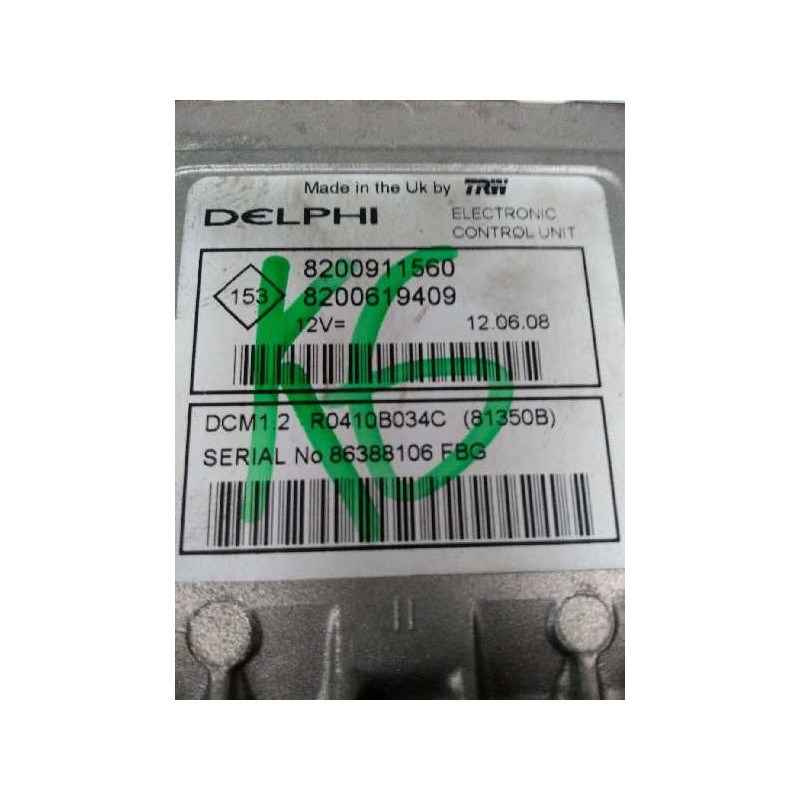 Made in the Uk by TRW
DELPHI
ELECTRONIC
CONTROL UNIT
153
8200911560
8200619409
12V=
12.06.08
K6
DCM1.2 R0410B034C (81350B)
SERIAL No 86388106 FBG